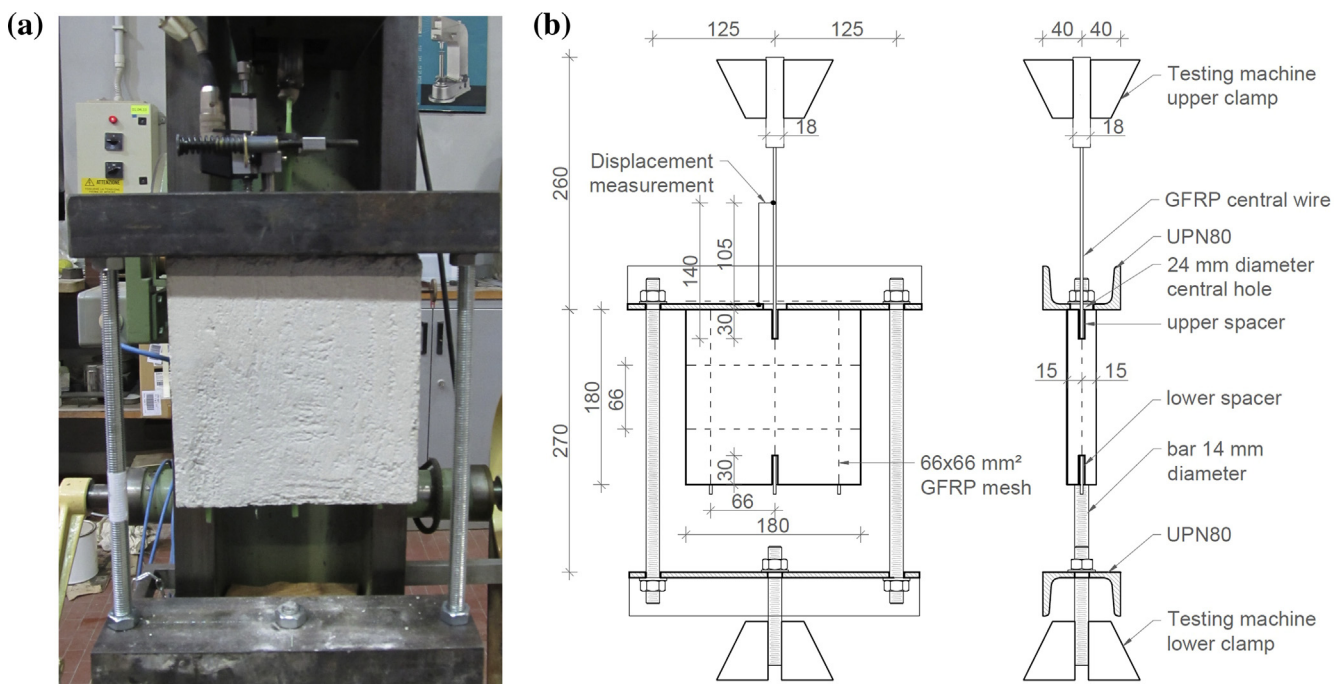 (a)
ATTENZIONE
(b)
125
125
40
40
Testing machine
upper clamp
18
18
Displacement
measurement
260
GFRP central wire
UPN80
24 mm diameter
central hole
105
140
30
upper spacer
15
15
180
66
lower spacer
270
30
66x66 mm²
GFRP mesh
bar 14 mm
diameter
66
180
UPN80
Testing machine
lower clamp